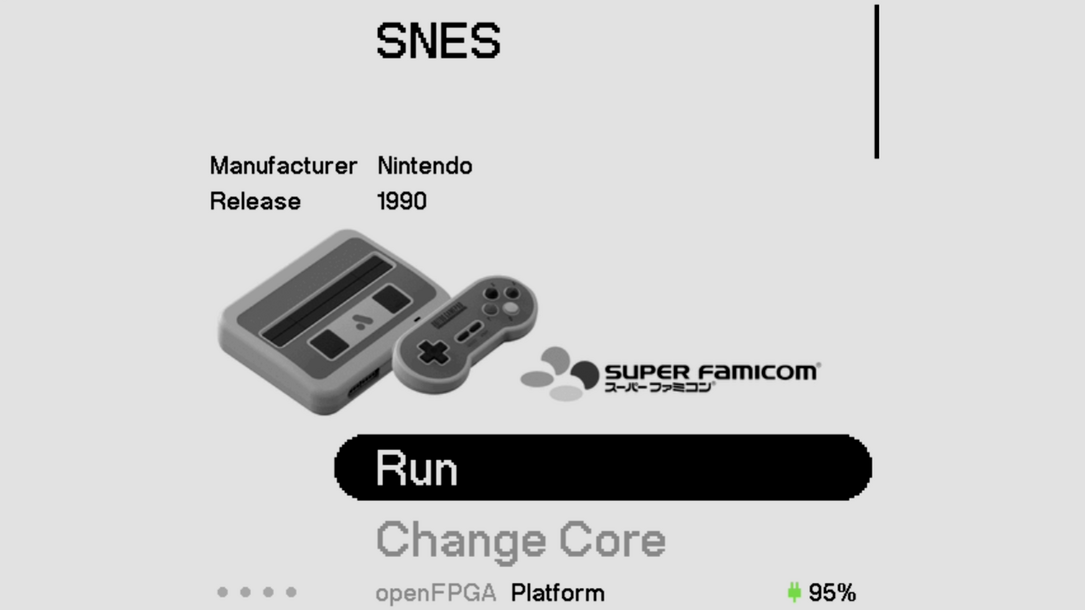 SNES
Manufacturer Nintendo
Release 1990
SUPER FAMICOM®
スーパーファミコン®
Run
Change Core
openFPGA Platform 95%